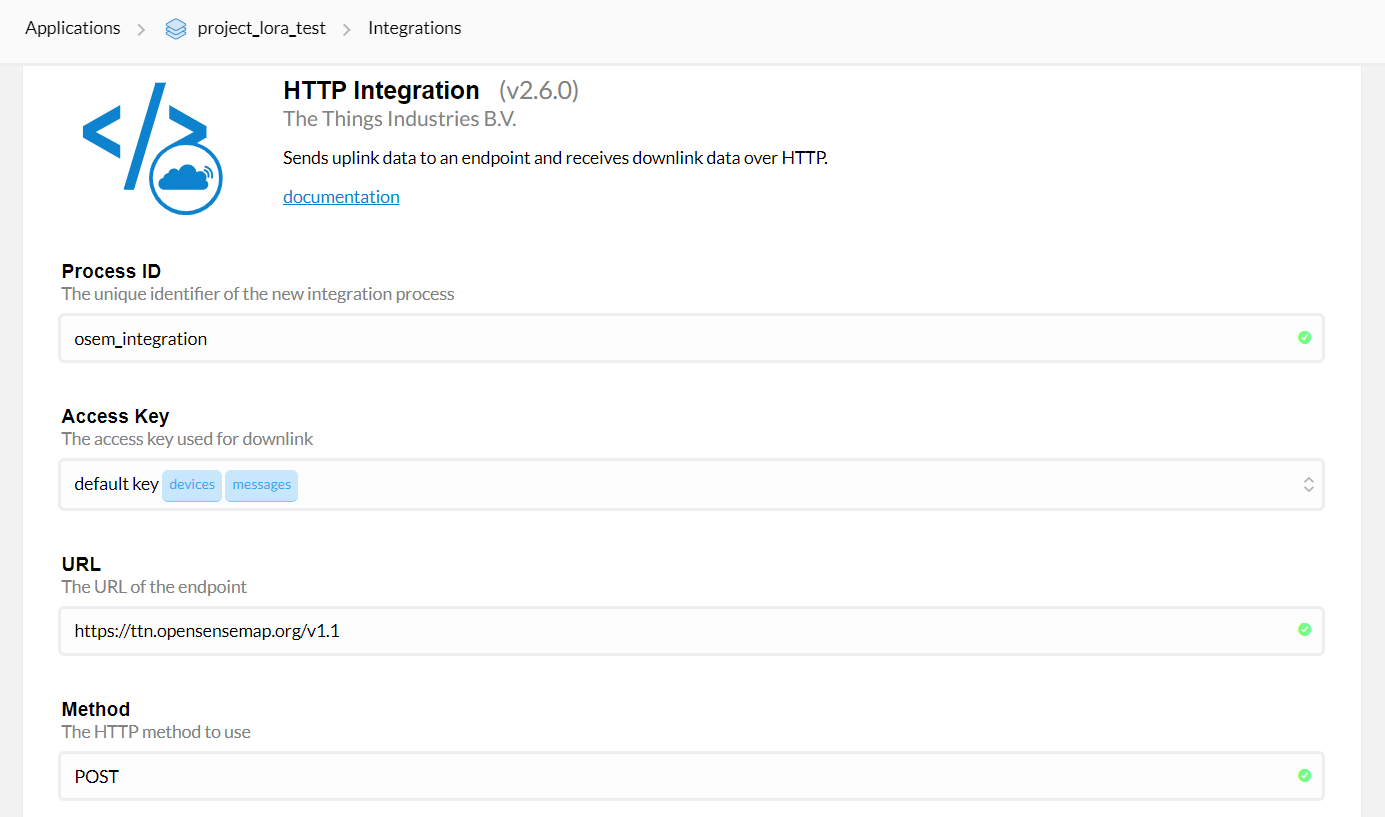 Applications > project_lora_test > Integrations
HTTP Integration (v2.6.0)
The Things Industries B.V.
Sends uplink data to an endpoint and receives downlink data over HTTP.
documentation
Process ID
The unique identifier of the new integration process
osem_integration
Access Key
The access key used for downlink
default key devices messages
URL
The URL of the endpoint
https://ttn.opensensemap.org/v1.1
Method
The HTTP method to use
POST